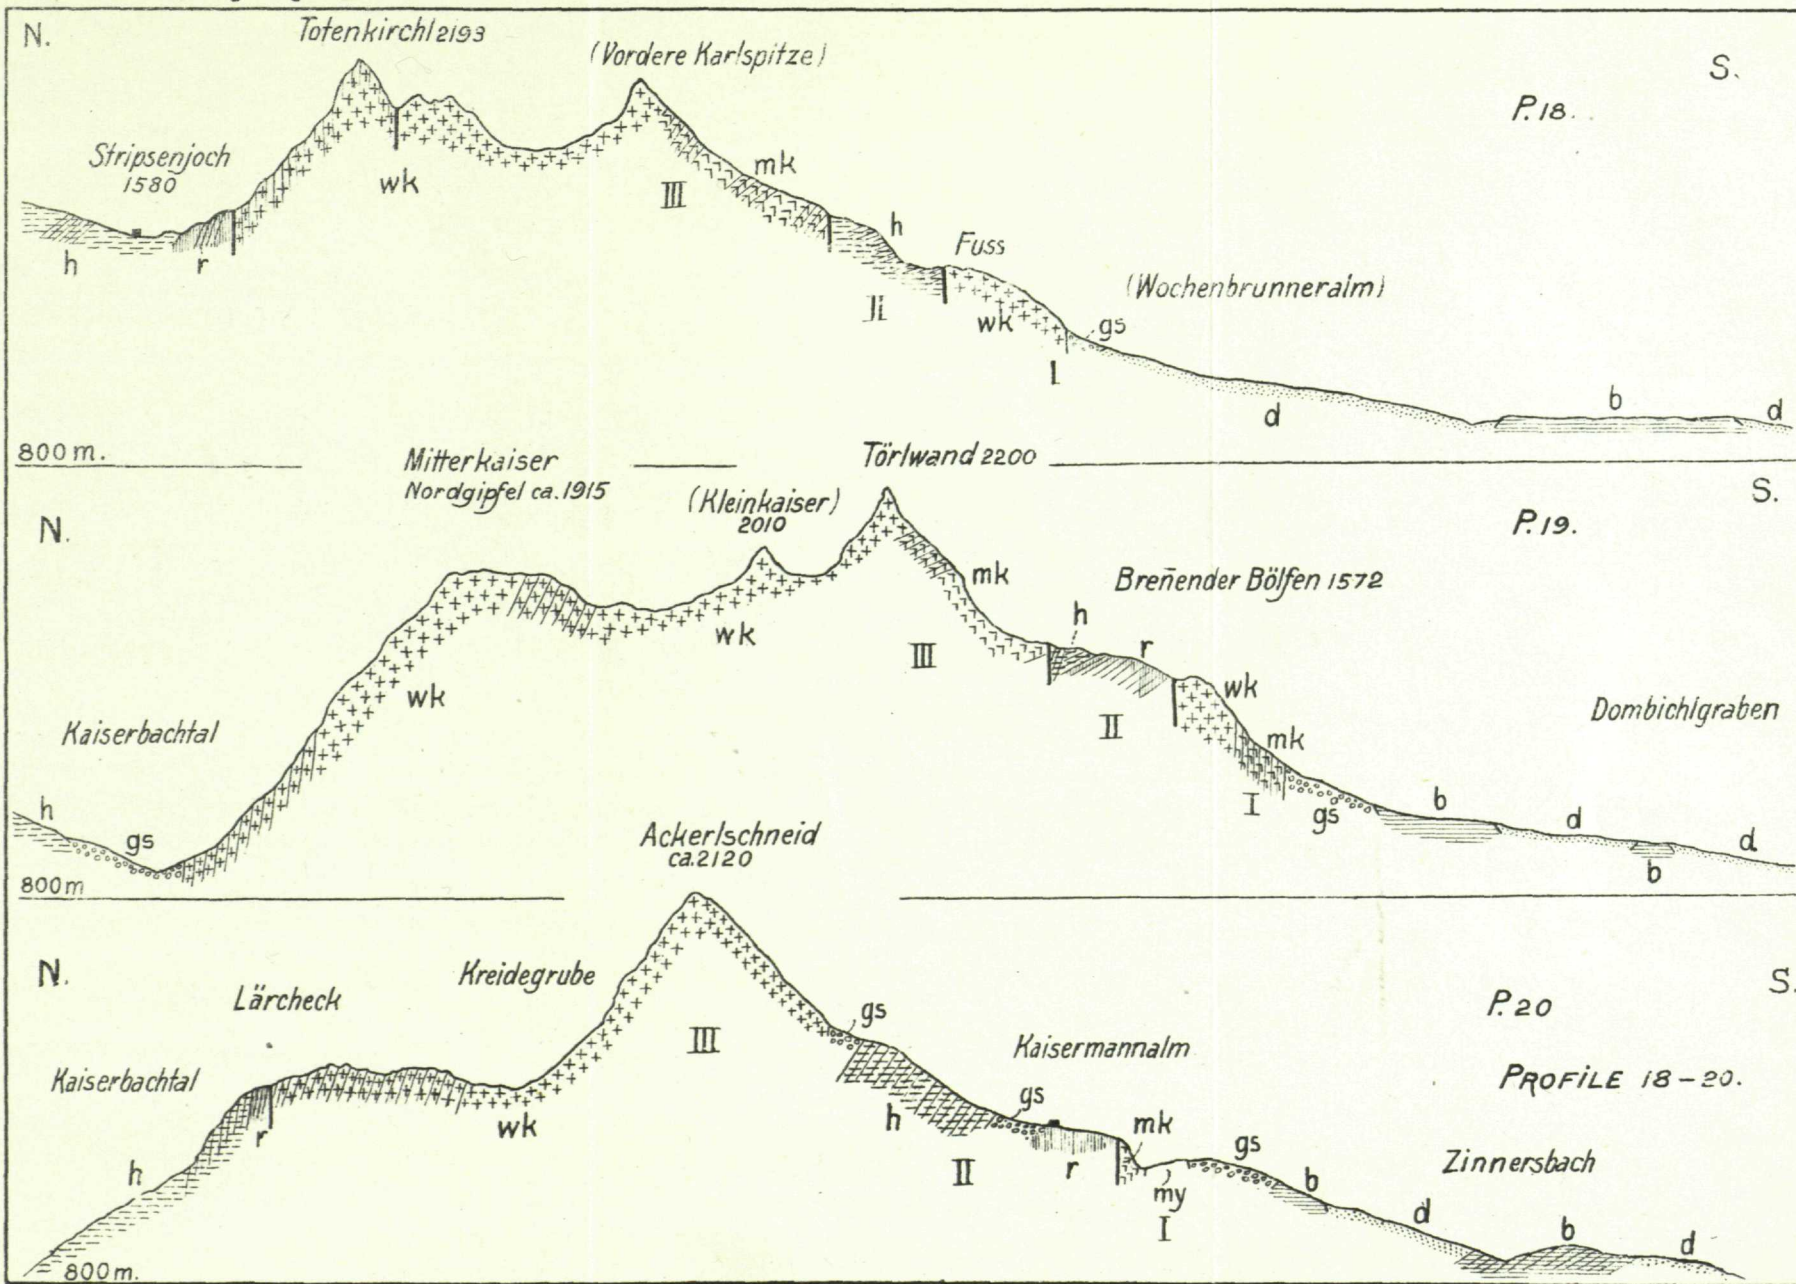 N.
Totenkirchl 2193
(Vordere Karlspitze)
S.
P. 18.
Stripsenjoch
1580
wk
III
mk
h
r
h
Fuss
(Wochenbrunneralm)
Ji
wk
gs
I
d
b
d
800 m.
Mitterkaiser
Nordgipfel ca. 1915
(Kleinkaiser)
2010
Törlwand 2200
S.
N.
P. 19.
mk
Breñender Bölfen 1572
h
r
wk
III
wk
wk
II
Dombichlgraben
Kaiserbachtal
mk
I
h
gs
gs
b
d
d
b
Ackerlschneid
ca. 2120
800 m
N.
Lärcheck
Kreidegrube
S.
P. 20
gs
III
Kaisermannalm
Kaiserbachtal
PROFiLE 18-20.
gs
h
r
wk
mk
gs
Zinnersbach
h
II
r
my
I
b
d
b
d
800 m.